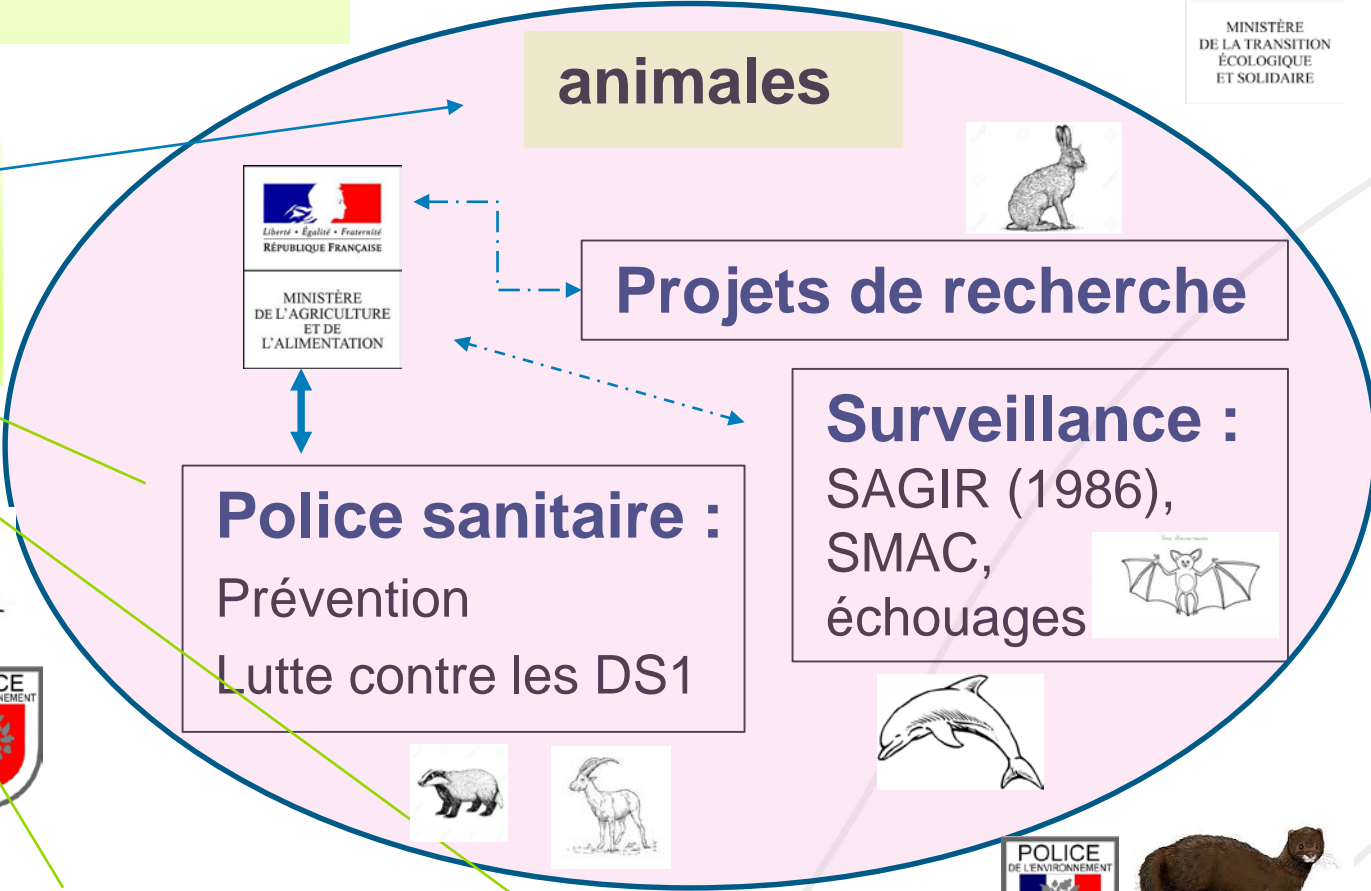 MINISTÈRE
DE LA TRANSITION
ÉCOLOGIQUE
ET SOLIDAIRE
animales
Liberté • Égalité • Fraternité
RÉPUBLIQUE FRANÇAISE
MINISTÈRE
DE L'AGRICULTURE
ET DE
L'ALIMENTATION
Projets de recherche
Surveillance :
SAGIR (1986),
SMAC,
échouages
Police sanitaire :
Prévention
Lutte contre les DS1
POLICE
DE L'ENVIRONNEMENT